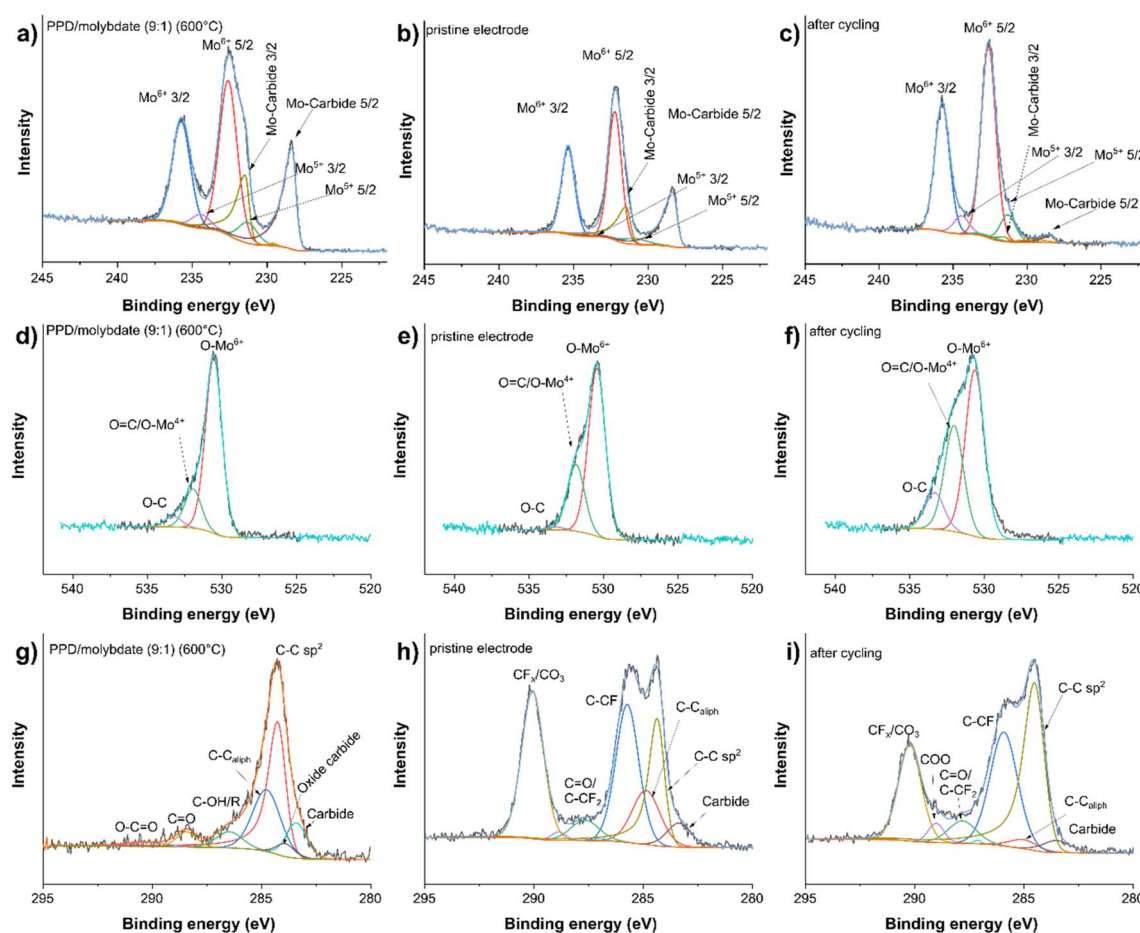 a)
PPD/molybdate (9:1) (600°C)
Mo⁶⁺ 5/2
Mo⁶⁺ 3/2
Mo-Carbide 3/2
Mo-Carbide 5/2
Mo⁵⁺ 3/2
Mo⁵⁺ 5/2
Intensity
245 240 235 230 225
Binding energy (eV)
b)
pristine electrode
Mo⁶⁺ 5/2
Mo⁶⁺ 3/2
Mo-Carbide 3/2
Mo-Carbide 5/2
Mo⁵⁺ 3/2
Mo⁵⁺ 5/2
Intensity
245 240 235 230 225
Binding energy (eV)
c)
after cycling
Mo⁶⁺ 5/2
Mo⁶⁺ 3/2
Mo-Carbide 3/2
Mo⁵⁺ 3/2
Mo⁵⁺ 5/2
Mo-Carbide 5/2
Intensity
245 240 235 230 225
Binding energy (eV)
d)
PPD/molybdate (9:1) (600°C)
O-Mo⁶⁺
O=C/O-Mo⁴⁺
O-C
Intensity
540 535 530 525 520
Binding energy (eV)
e)
pristine electrode
O-Mo⁶⁺
O=C/O-Mo⁴⁺
O-C
Intensity
540 535 530 525 520
Binding energy (eV)
f)
after cycling
O-Mo⁶⁺
O=C/O-Mo⁴⁺
O-C
Intensity
540 535 530 525 520
Binding energy (eV)
g)
PPD/molybdate (9:1) (600°C)
C-C sp²
C-Cₐₗᵢₚₕ
Oxide carbide
C-OH/R
Carbide
C=O
O-C=O
Intensity
295 290 285 280
Binding energy (eV)
h)
pristine electrode
CFₓ/CO₃
C-CF
C-Cₐₗᵢₚₕ
C-C sp²
C=O/
C-CF₂
Carbide
Intensity
295 290 285 280
Binding energy (eV)
i)
after cycling
C-C sp²
C-CF
CFₓ/CO₃
COO
C=O/
C-CF₂
C-Cₐₗᵢₚₕ
Carbide
Intensity
295 290 285 280
Binding energy (eV)